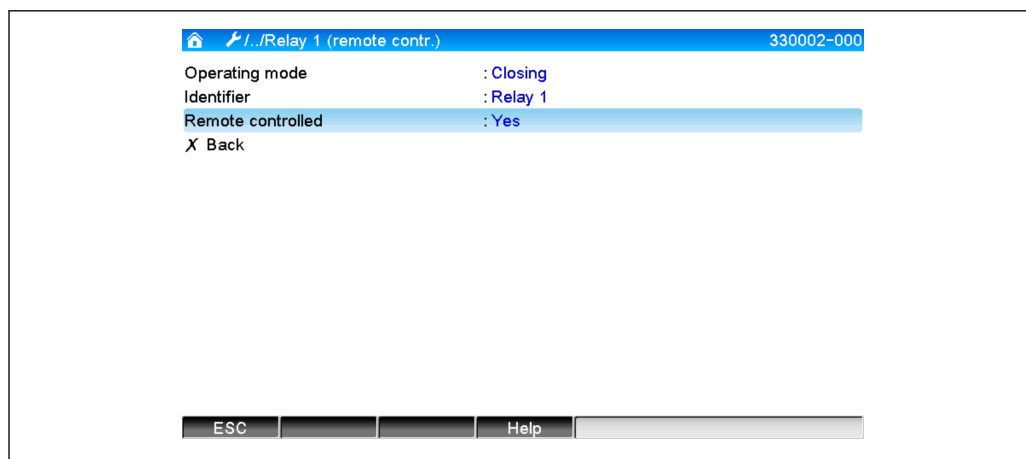 /../Relay 1 (remote contr.) 330002-000
Operating mode : Closing
Identifier : Relay 1
Remote controlled : Yes
X Back
ESC Help